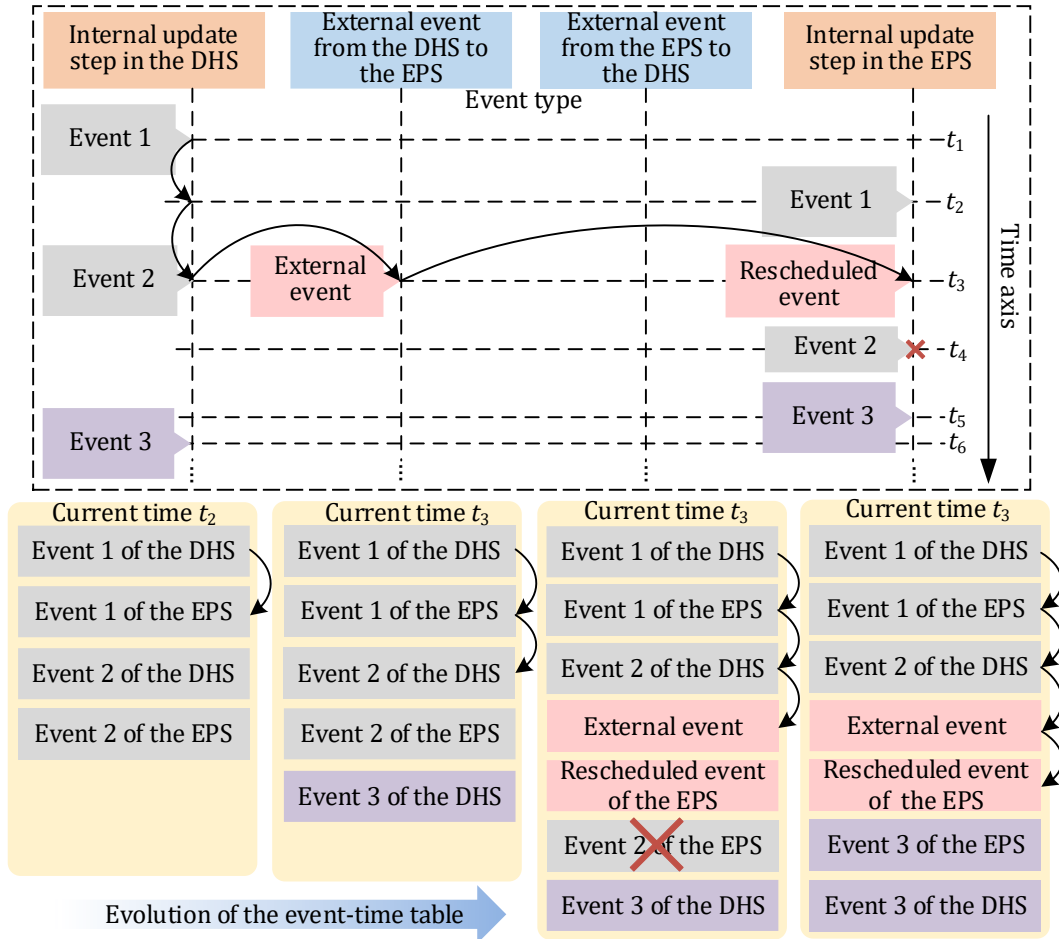 Internal update
step in the DHS
External event
from the DHS to
the EPS
External event
from the EPS to
the DHS
Internal update
step in the EPS
Event type
Event 1
t1
Event 1
t2
Event 2
External
event
Rescheduled
event
t3
Event 2
t4
Event 3
t5
Event 3
t6
Time axis
Current time t2
Event 1 of the DHS
Event 1 of the EPS
Event 2 of the DHS
Event 2 of the EPS
Current time t3
Event 1 of the DHS
Event 1 of the EPS
Event 2 of the DHS
Event 2 of the EPS
Event 3 of the DHS
Current time t3
Event 1 of the DHS
Event 1 of the EPS
Event 2 of the DHS
External event
Rescheduled event
of the EPS
Event 2 of the EPS
Event 3 of the DHS
Current time t3
Event 1 of the DHS
Event 1 of the EPS
Event 2 of the DHS
External event
Rescheduled event
of the EPS
Event 3 of the EPS
Event 3 of the DHS
Evolution of the event-time table